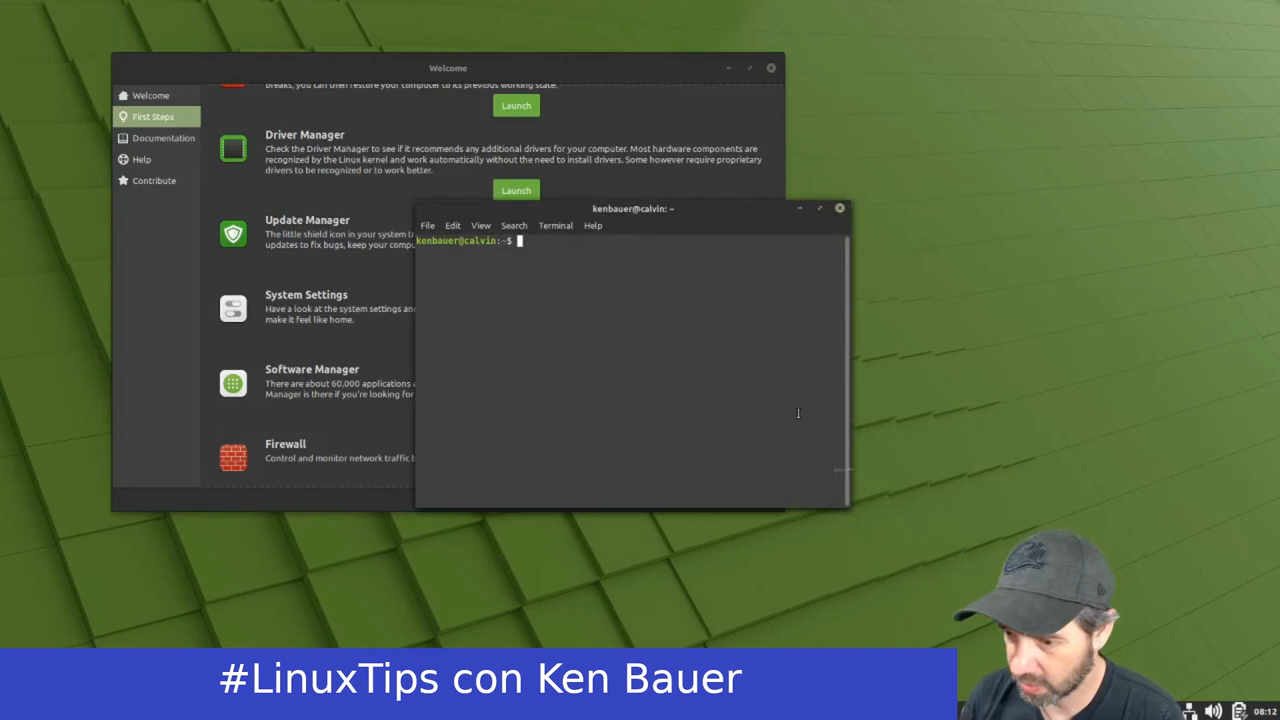 Welcome
Welcome
First Steps
Documentation
Help
Contribute
breaks, you can then restore your computer to its previous working state.
Launch
Driver Manager
Check the Driver Manager to see if it recommends any additional drivers for your computer. Most hardware components are
recognized by the Linux kernel and work automatically without the need to install drivers. Some however require proprietary
drivers to be recognized or to work better.
Launch
Update Manager
The little shield icon in your system
updates to fix bugs, keep your
System Settings
Have a look at the system settings
make it feel like home.
Software Manager
There are about 60,000 applications
Manager is there if you're looking for
Firewall
Control and monitor network traffic
kenbauer@calvin: ~
File Edit View Search Terminal Help
kenbauer@calvin:~$
#LinuxTips con Ken Bauer
08:12